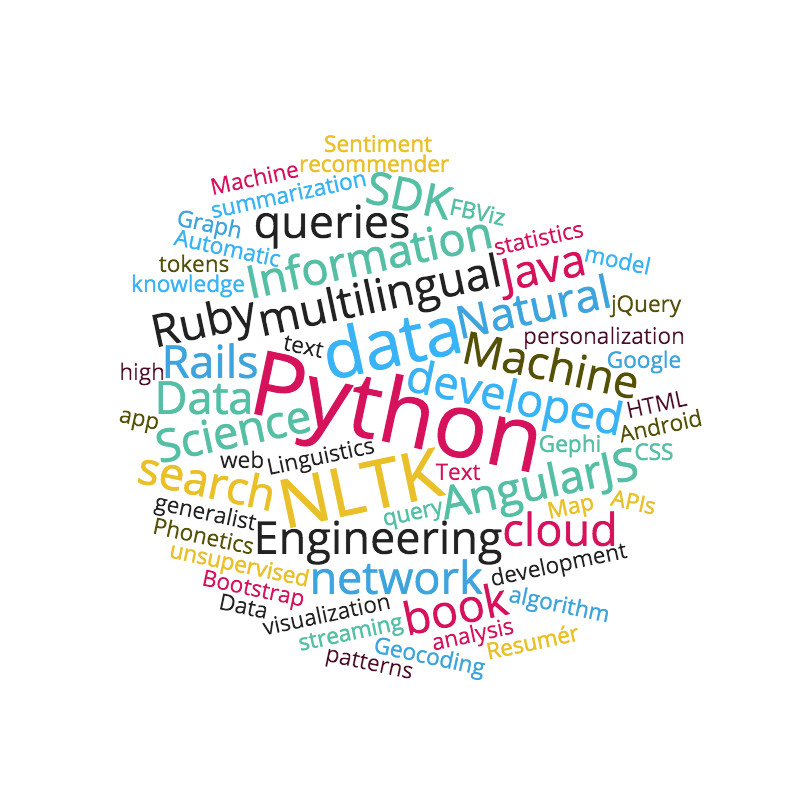 Sentiment
recommender
Machine
summarization
SDK
FBViz
Graph
queries
Automatic
Information
statistics
tokens
knowledge
multilingual
Java
model
Ruby
Natural
jQuery
text
data
personalization
Rails
Machine
Google
high
Python
developed
Data
HTML
app
Science
Android
Gephi
CSS
web
Linguistics
search
NLTK
Text
AngularJS
generalist
query
Map
APIs
Phonetics
Engineering
cloud
unsupervised
network
development
Bootstrap
Data
visualization
book
algorithm
streaming
analysis
Resumér
Geocoding
patterns